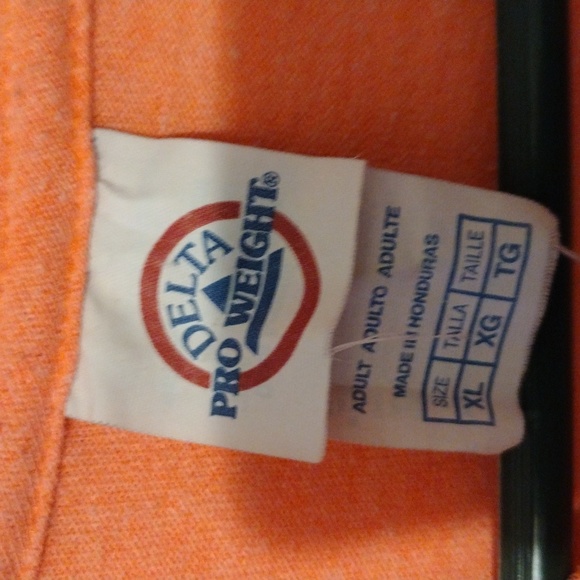 DELTA
PRO WEIGHT®
ADULT ADULTO ADULTE
MADE IN HONDURAS
SIZE TALLA TAILLE
XL XG TG